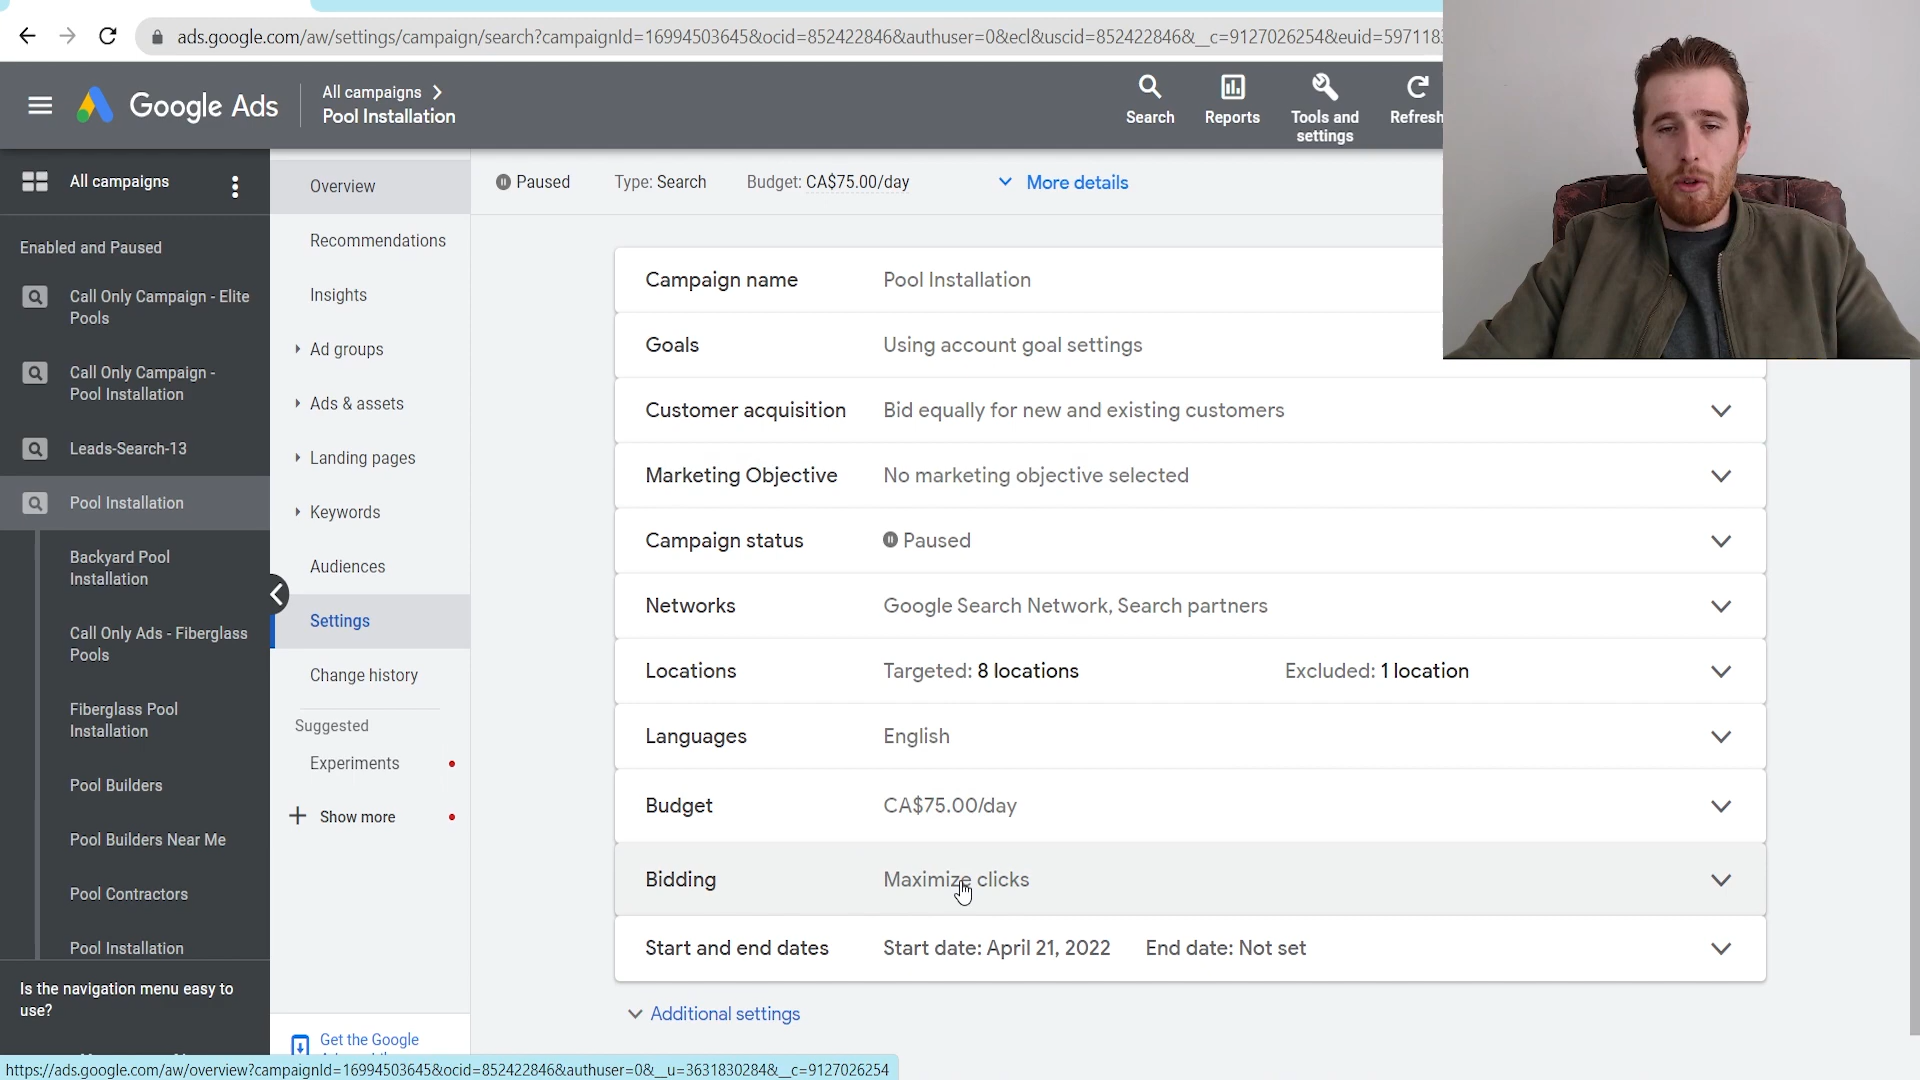 ads.google.com/aw/settings/campaign/search?campaignId=16994503645&ocid=852422846&authuser=0&ecl&uscid=852422846&__c=9127026254&euid=5971183
Google Ads
All campaigns
Pool Installation
Search
Reports
Tools and
settings
Refresh
All campaigns
Enabled and Paused
Call Only Campaign - Elite
Pools
Call Only Campaign -
Pool Installation
Leads-Search-13
Pool Installation
Backyard Pool
Installation
Call Only Ads - Fiberglass
Pools
Fiberglass Pool
Installation
Pool Builders
Pool Builders Near Me
Pool Contractors
Pool Installation
Is the navigation menu easy to
use?
Overview
Recommendations
Insights
Ad groups
Ads & assets
Landing pages
Keywords
Audiences
Settings
Change history
Suggested
Experiments
Show more
Get the Google
Paused Type: Search Budget: CA$75.00/day More details
Campaign name Pool Installation
Goals Using account goal settings
Customer acquisition Bid equally for new and existing customers
Marketing Objective No marketing objective selected
Campaign status Paused
Networks Google Search Network, Search partners
Locations Targeted: 8 locations Excluded: 1 location
Languages English
Budget CA$75.00/day
Bidding Maximize clicks
Start and end dates Start date: April 21, 2022 End date: Not set
Additional settings
https://ads.google.com/aw/overview?campaignId=16994503645&ocid=852422846&authuser=0&__u=3631830284&__c=9127026254